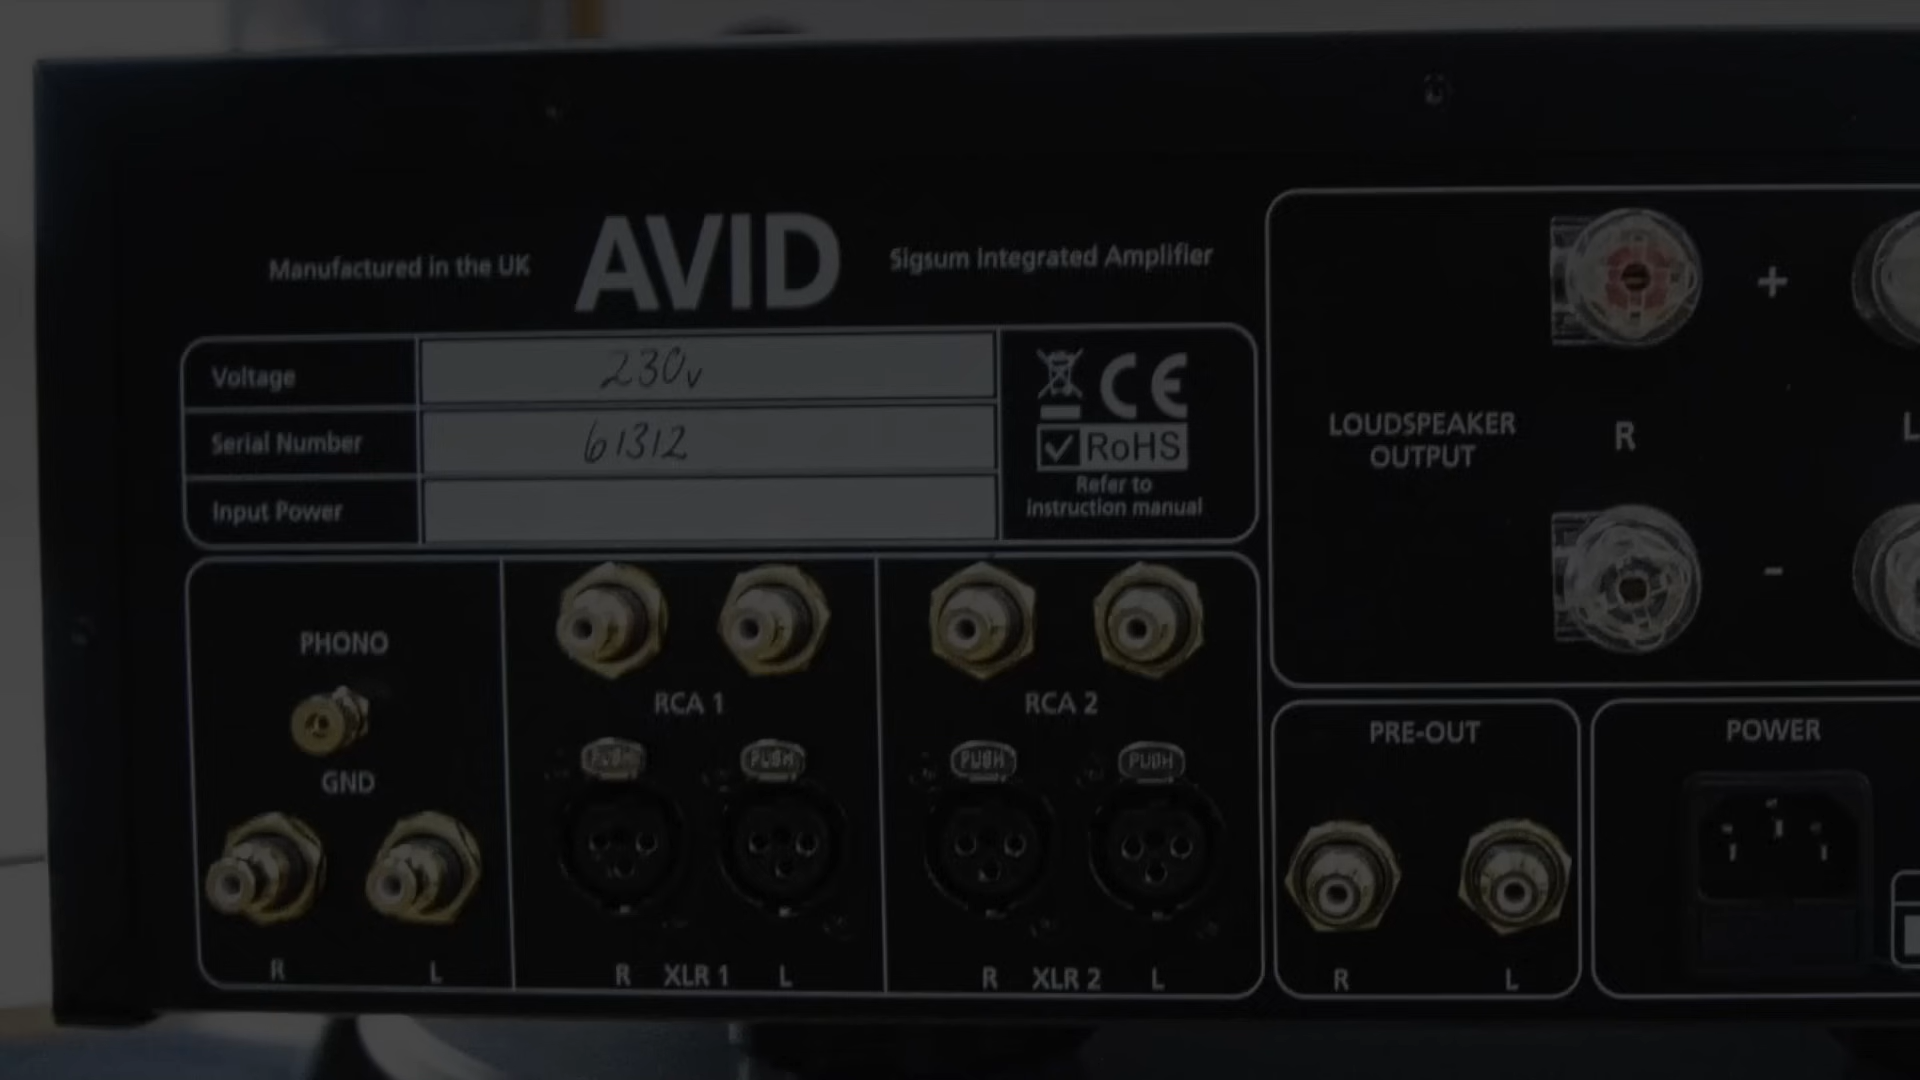 Manufactured in the UK
AVID
Sigsum Integrated Amplifier
Voltage 230v
Serial Number 61312
Input Power
CE
RoHS
Refer to
instruction manual
LOUDSPEAKER
OUTPUT
R
L
+
-
PHONO
GND
R L
RCA 1
PUSH PUSH
R XLR 1 L
RCA 2
PUSH PUSH
R XLR 2 L
PRE-OUT
R L
POWER